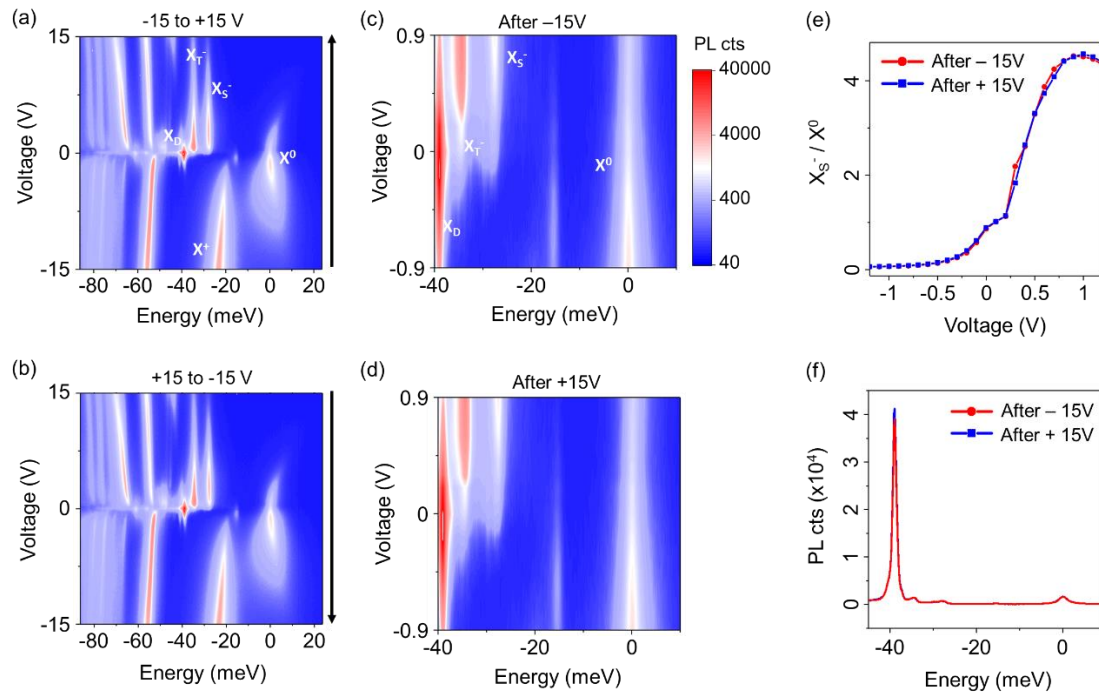 (a)
-15 to +15 V
Voltage (V)
15
0
-15
X_T^-
X_S^-
X_D
X^0
X^+
-80 -60 -40 -20 0 20
Energy (meV)
(b)
+15 to -15 V
Voltage (V)
15
0
-15
-80 -60 -40 -20 0 20
Energy (meV)
(c)
After –15V
Voltage (V)
0.9
0
-0.9
X_S^-
X_T^-
X^0
X_D
-40 -20 0
Energy (meV)
PL cts
40000
4000
400
40
(d)
After +15V
Voltage (V)
0.9
0
-0.9
-40 -20 0
Energy (meV)
(e)
After – 15V
After + 15V
X_S^- / X^0
4
2
0
-1 -0.5 0 0.5 1
Voltage (V)
(f)
After – 15V
After + 15V
PL cts (x10^4)
4
3
2
1
0
-40 -20 0
Energy (meV)